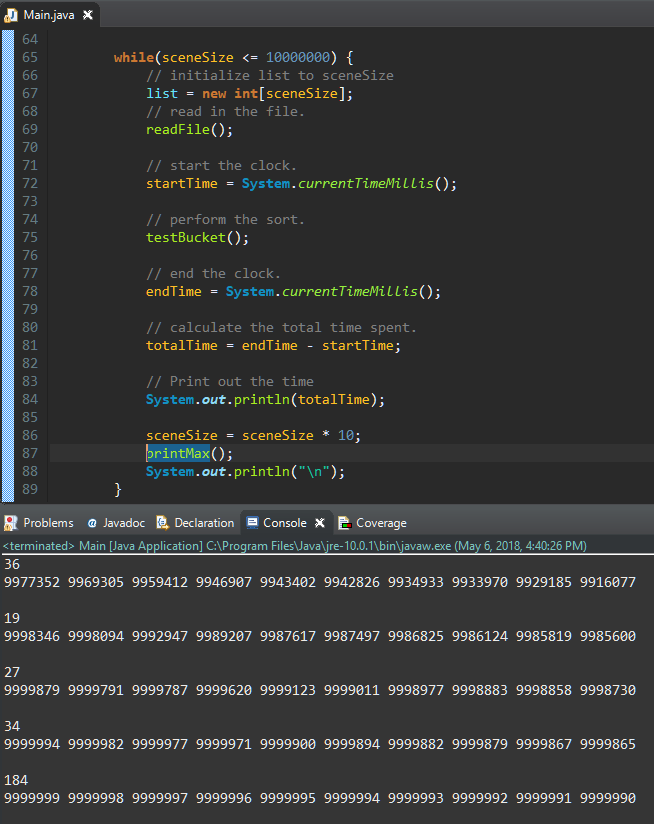 Main.java
64
65 while(sceneSize <= 10000000) {
66 // initialize list to sceneSize
67 list = new int[sceneSize];
68 // read in the file.
69 readFile();
70
71 // start the clock.
72 startTime = System.currentTimeMillis();
73
74 // perform the sort.
75 testBucket();
76
77 // end the clock.
78 endTime = System.currentTimeMillis();
79
80 // calculate the total time spent.
81 totalTime = endTime - startTime;
82
83 // Print out the time
84 System.out.println(totalTime);
85
86 sceneSize = sceneSize * 10;
87 printMax();
88 System.out.println("\n");
89 }
Problems @ Javadoc Declaration Console Coverage
<terminated> Main [Java Application] C:\Program Files\Java\jre-10.0.1\bin\javaw.exe (May 6, 2018, 4:40:26 PM)
36
9977352 9969305 9959412 9946907 9943402 9942826 9934933 9933970 9929185 9916077
19
9998346 9998094 9992947 9989207 9987617 9987497 9986825 9986124 9985819 9985600
27
9999879 9999791 9999787 9999620 9999123 9999011 9998977 9998883 9998858 9998730
34
9999994 9999982 9999977 9999971 9999900 9999894 9999882 9999879 9999867 9999865
184
9999999 9999998 9999997 9999996 9999995 9999994 9999993 9999992 9999991 9999990